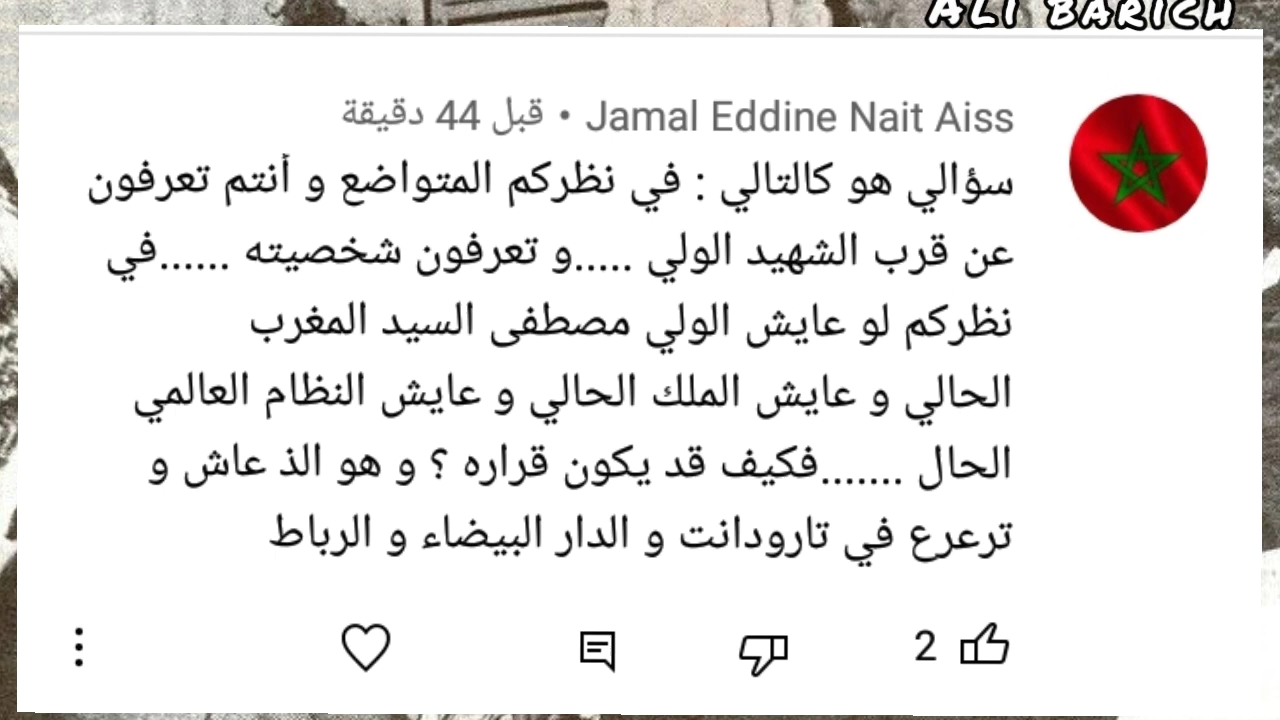 ALI BARICH
Jamal Eddine Nait Aiss • قبل 44 دقيقة
سؤالي هو كالتالي : في نظركم المتواضع و أنتم تعرفون
عن قرب الشهيد الولي .....و تعرفون شخصيته ......في
نظركم لو عايش الولي مصطفى السيد المغرب
الحالي و عايش الملك الحالي و عايش النظام العالمي
الحال .......فكيف قد يكون قراره ؟ و هو الذ عاش و
ترعرع في تارودانت و الدار البيضاء و الرباط
2